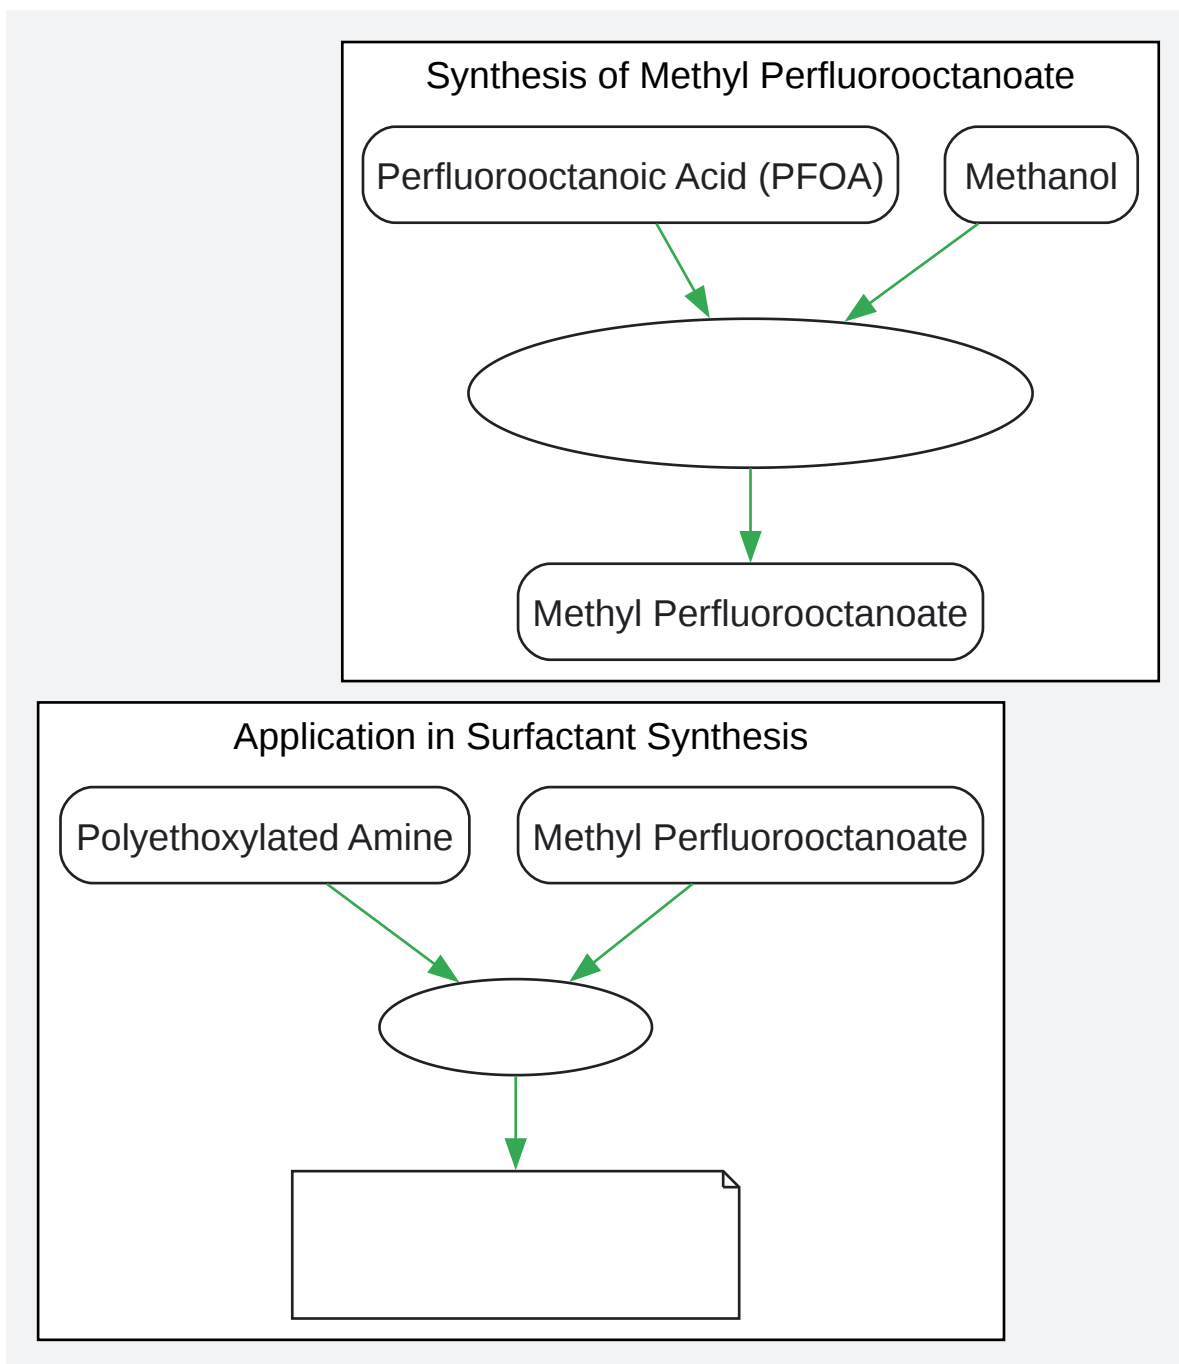 Synthesis of Methyl Perfluorooctanoate
Perfluorooctanoic Acid (PFOA)
Methanol
Methyl Perfluorooctanoate
Application in Surfactant Synthesis
Polyethoxylated Amine
Methyl Perfluorooctanoate